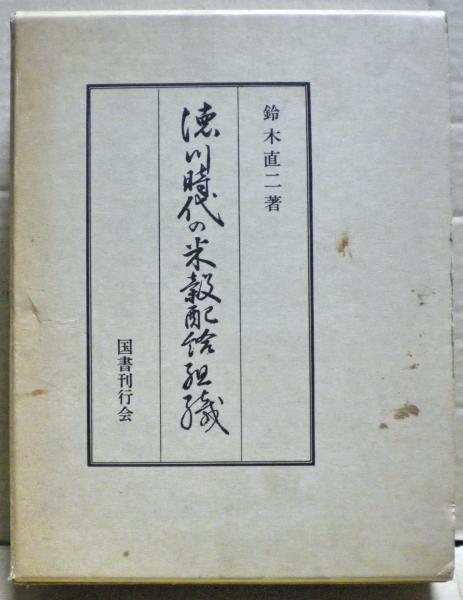 鈴木直二著
徳川時代の米穀配給組織
国書刊行会